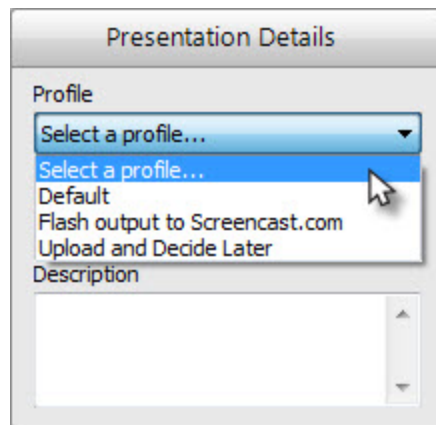 Presentation Details
Profile
Select a profile...
Select a profile...
Default
Flash output to Screencast.com
Upload and Decide Later
Description